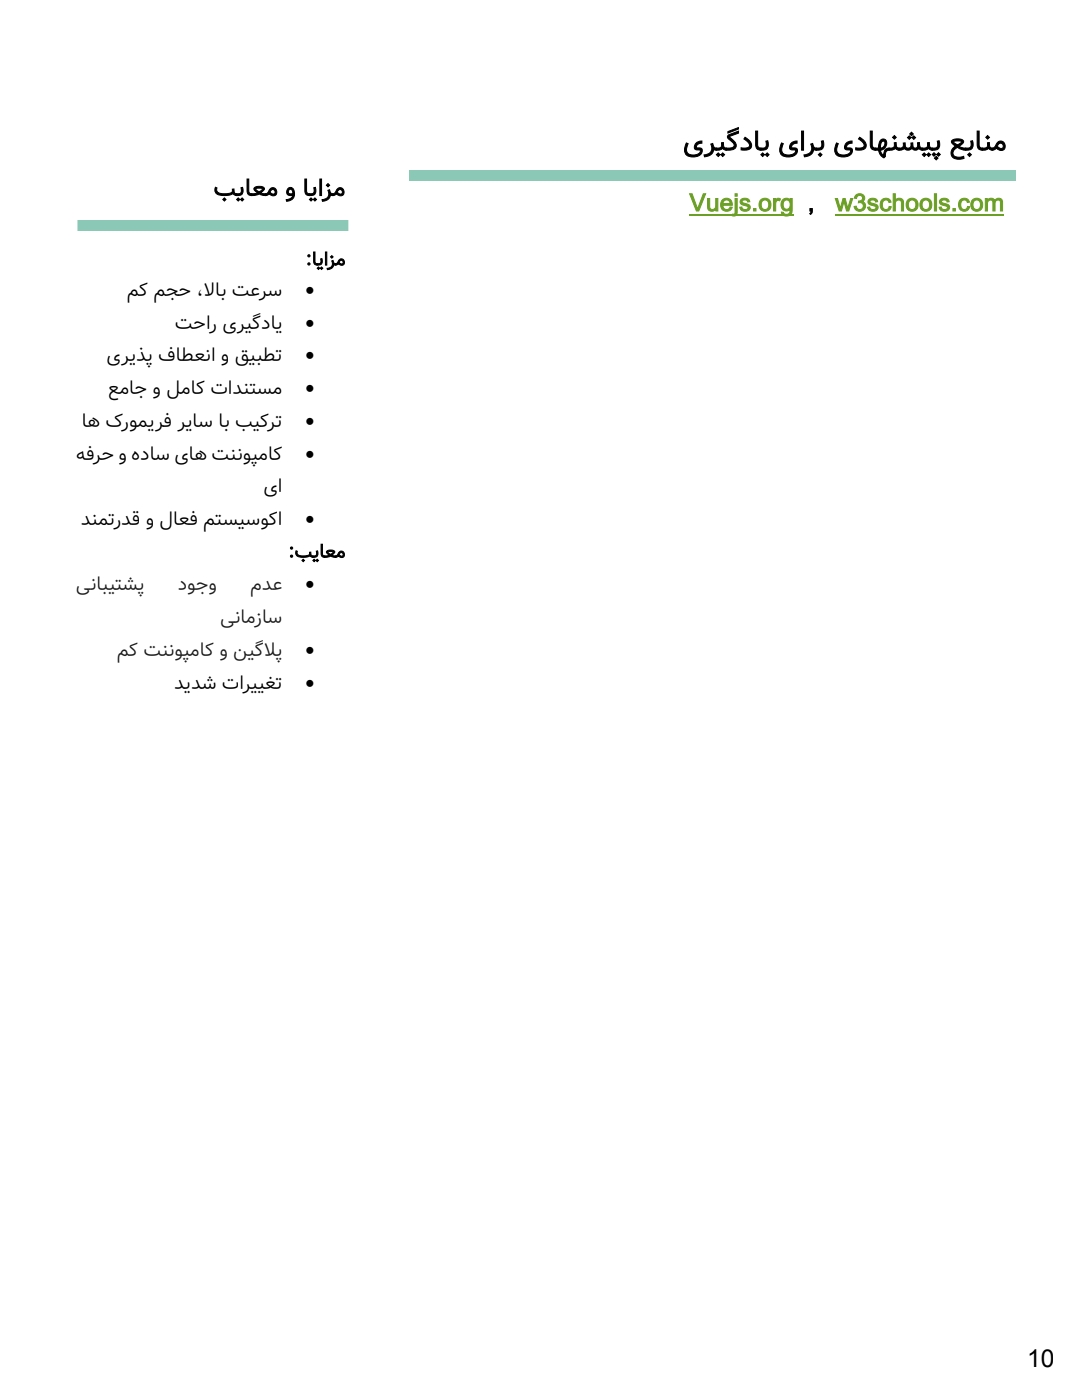 منابع پیشنهادی برای یادگیری
Vuejs.org , w3schools.com
مزایا و معایب
مزایا:
• سرعت بالا، حجم کم
• یادگیری راحت
• تطبیق و انعطاف پذیری
• مستندات کامل و جامع
• ترکیب با سایر فریمورک ها
• کامپوننت های ساده و حرفه
ای
• اکوسیستم فعال و قدرتمند
معایب:
• عدم وجود پشتیبانی
سازمانی
• پلاگین و کامپوننت کم
• تغییرات شدید
10